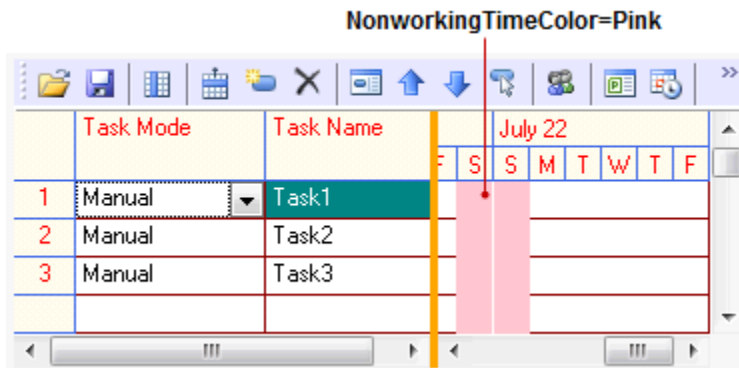 NonworkingTimeColor=Pink
Task Mode Task Name July 22
F S S M T W T F
1 Manual Task1
2 Manual Task2
3 Manual Task3